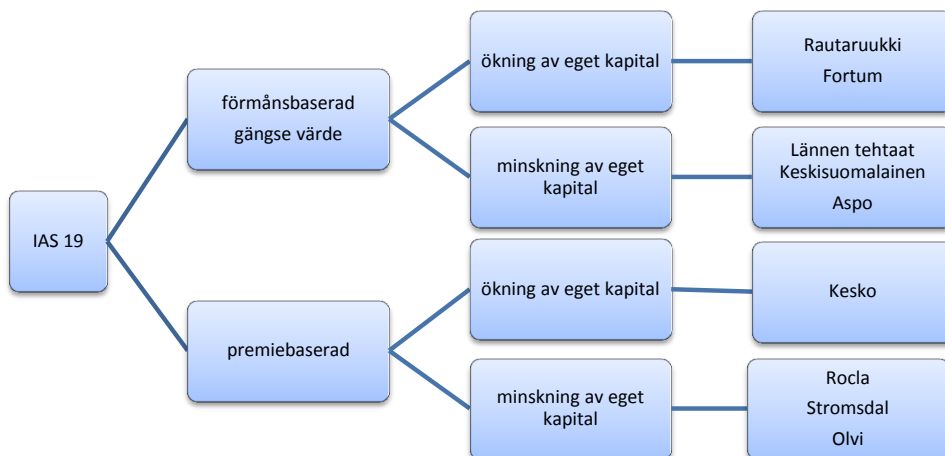 IAS 19
förmånsbaserad
gängse värde
ökning av eget kapital
Rautaruukki
Fortum
minskning av eget
kapital
Lännen tehtaat
Keskisuomalainen
Aspo
premiebaserad
ökning av eget kapital
Kesko
minskning av eget
kapital
Rocla
Stromsdal
Olvi